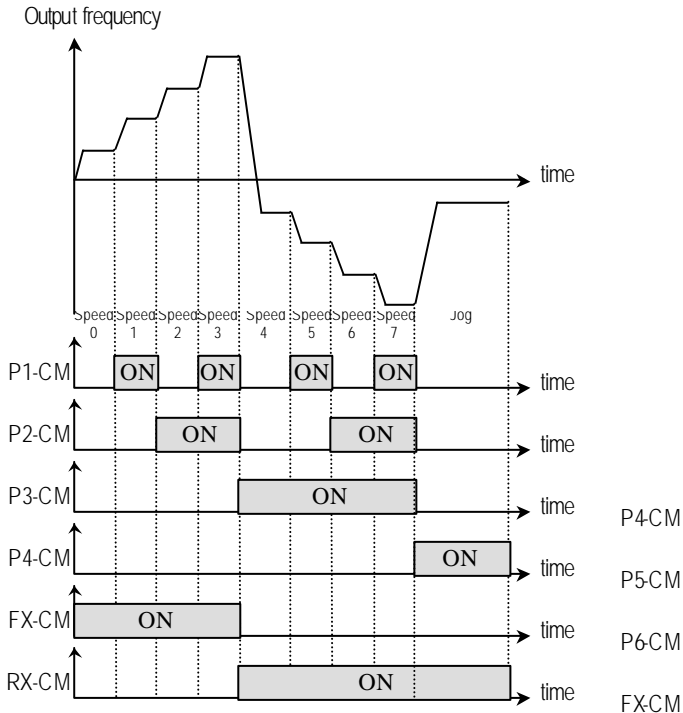 Output frequency
time
Speed Speed Speed Speed Speed Speed Speed Speed Jog
0 1 2 3 4 5 6 7
P1-CM ON ON ON ON time
P2-CM ON ON time
P3-CM ON time
P4-CM
P4-CM ON time
P5-CM
FX-CM ON time
P6-CM
RX-CM ON time
FX-CM